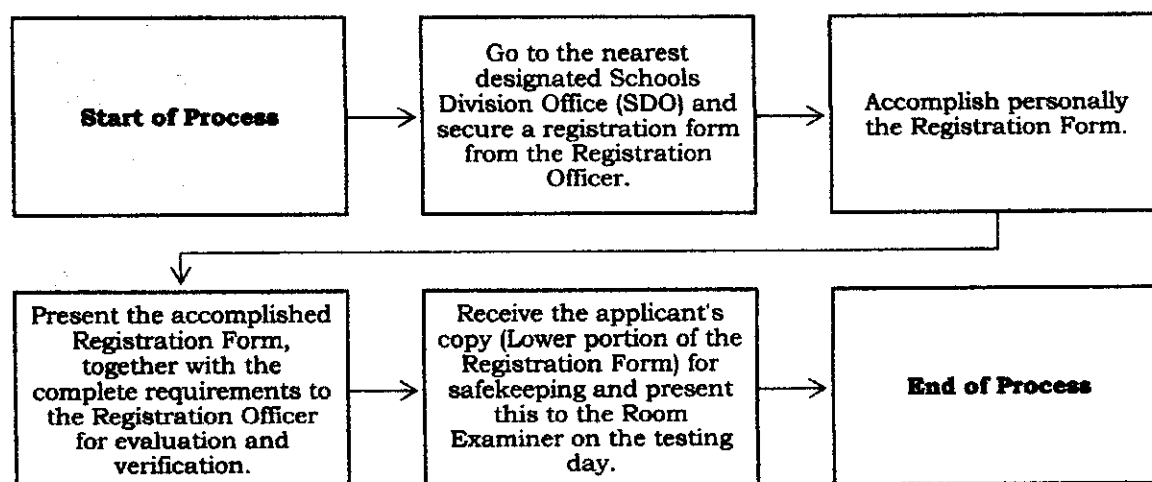 Start of Process
Go to the nearest
designated Schools
Division Office (SDO) and
secure a registration form
from the Registration
Officer.
Accomplish personally
the Registration Form.
Present the accomplished
Registration Form,
together with the
complete requirements to
the Registration Officer
for evaluation and
verification.
Receive the applicant's
copy (Lower portion of the
Registration Form) for
safekeeping and present
this to the Room
Examiner on the testing
day.
End of Process